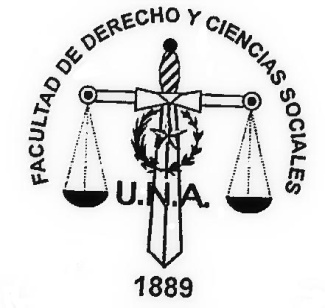 FACULTAD DE DERECHO Y CIENCIAS SOCIALES
U.N.A.
1889